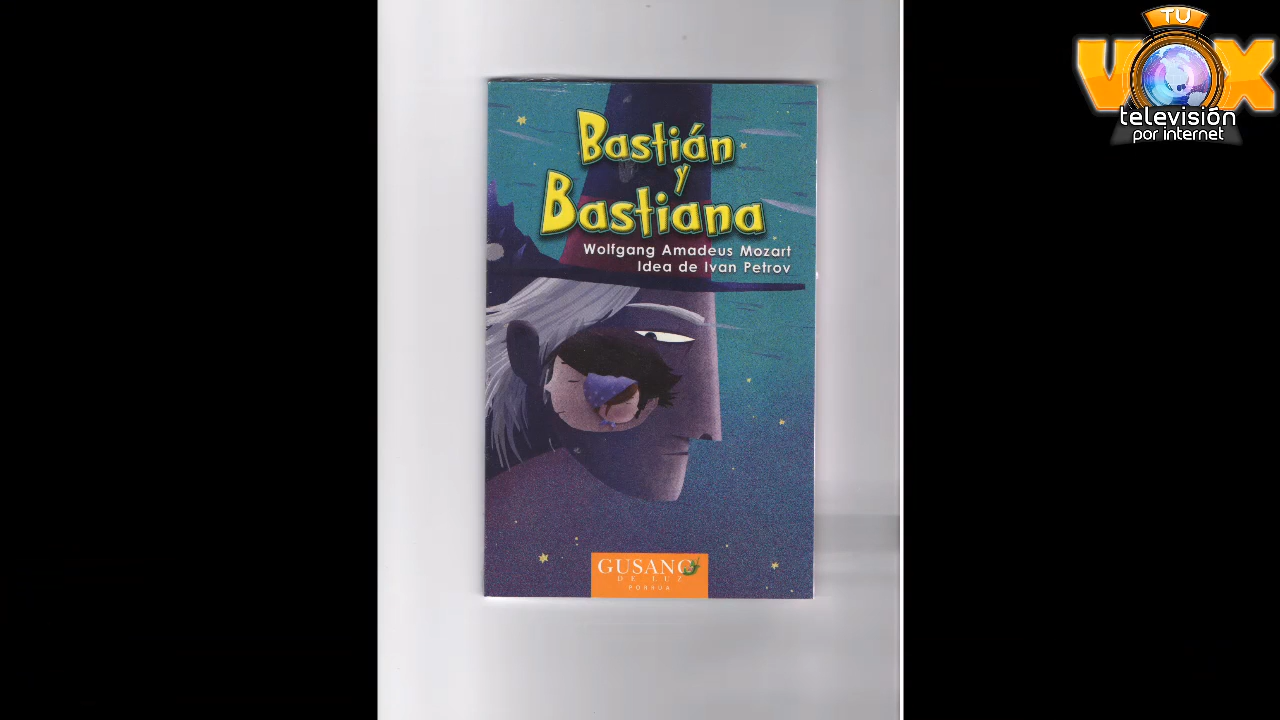 Bastián
y
Bastiana
Wolfgang Amadeus Mozart
Idea de Ivan Petrov
GUSANO
DE LUZ
PORRÚA
TU
VOX
televisión
por internet